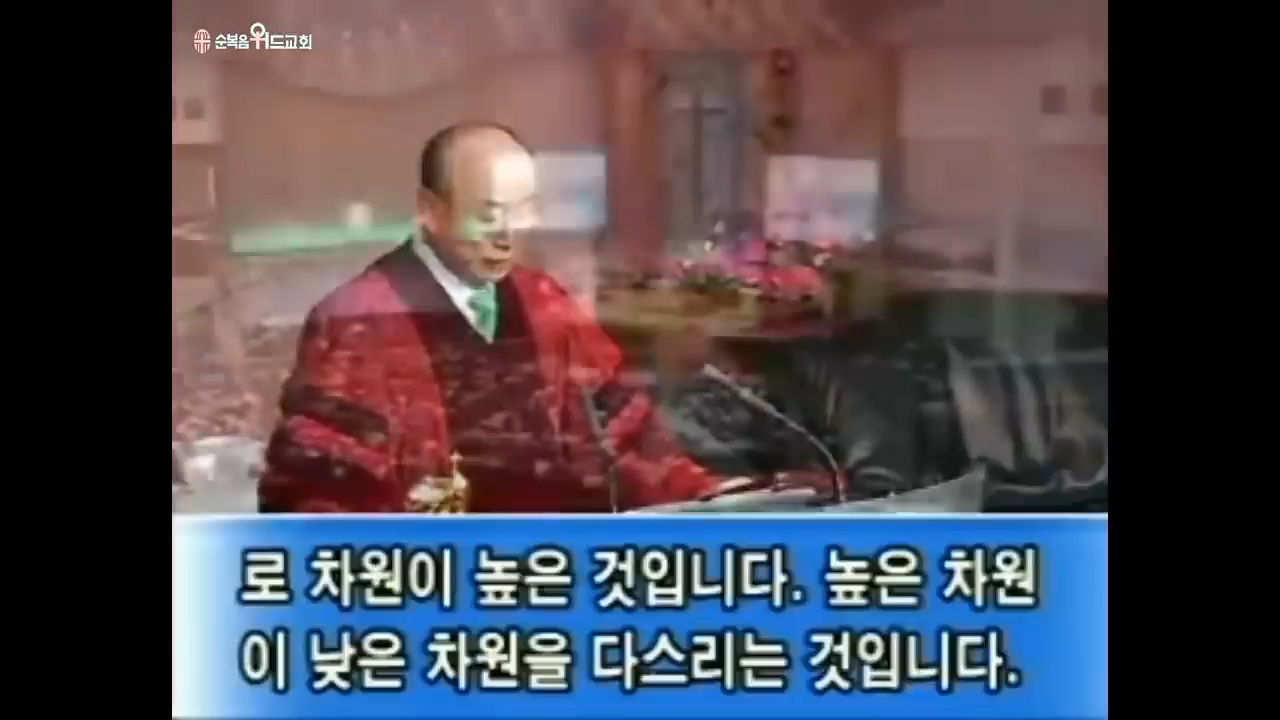 순복음워드교회
로 차원이 높은 것입니다. 높은 차원
이 낮은 차원을 다스리는 것입니다.